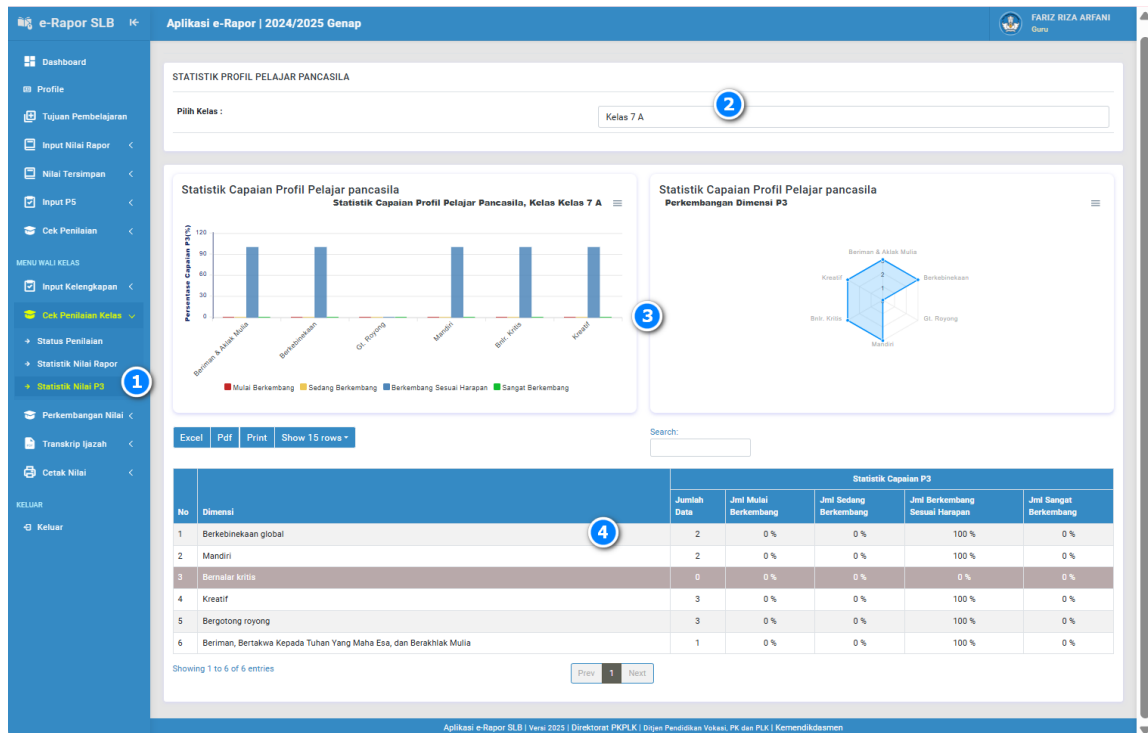 e-Rapor SLB
Aplikasi e-Rapor | 2024/2025 Genap
FARIZ RIZA ARFANI
Guru
Dashboard
Profile
Tujuan Pembelajaran
Input Nilai Rapor
Nilai Tersimpan
Input P5
Cek Penilaian
MENU WALI KELAS
Input Kelengkapan
Cek Penilaian Kelas
Status Penilaian
Statistik Nilai Rapor
Statistik Nilai P3
1
Perkembangan Nilai
Transkrip Ijazah
Cetak Nilai
KELUAR
Keluar
STATISTIK PROFIL PELAJAR PANCASILA
Pilih Kelas :
Kelas 7 A
2
Statistik Capaian Profil Pelajar pancasila
Statistik Capaian Profil Pelajar Pancasila, Kelas Kelas 7 A
Persentase Capaian P3(%)
120
90
60
30
0
Beriman & Aklak Mulia
Berkebinekaan
Gt. Royong
Mandiri
Bnlr. Kritis
Kreatif
Mulai Berkembang Sedang Berkembang Berkembang Sesuai Harapan Sangat Berkembang
3
Statistik Capaian Profil Pelajar pancasila
Perkembangan Dimensi P3
Beriman & Aklak Mulia
Kreatif
2
Berkebinekaan
1
Bnlr. Kritis
Gt. Royong
Mandiri
Excel Pdf Print Show 15 rows
Search:
Statistik Capaian P3
No Dimensi Jumlah Data Jml Mulai Berkembang Jml Sedang Berkembang Jml Berkembang Sesuai Harapan Jml Sangat Berkembang
4
1 Berkebinekaan global 2 0 % 0 % 100 % 0 %
2 Mandiri 2 0 % 0 % 100 % 0 %
3 Bernalar kritis 0 0 % 0 % 0 % 0 %
4 Kreatif 3 0 % 0 % 100 % 0 %
5 Bergotong royong 3 0 % 0 % 100 % 0 %
6 Beriman, Bertakwa Kepada Tuhan Yang Maha Esa, dan Berakhlak Mulia 1 0 % 0 % 100 % 0 %
Showing 1 to 6 of 6 entries
Prev 1 Next
Aplikasi e-Rapor SLB | Versi 2025 | Direktorat PKPLK | Ditjen Pendidikan Vokasi, PK dan PLK | Kemendikdasmen